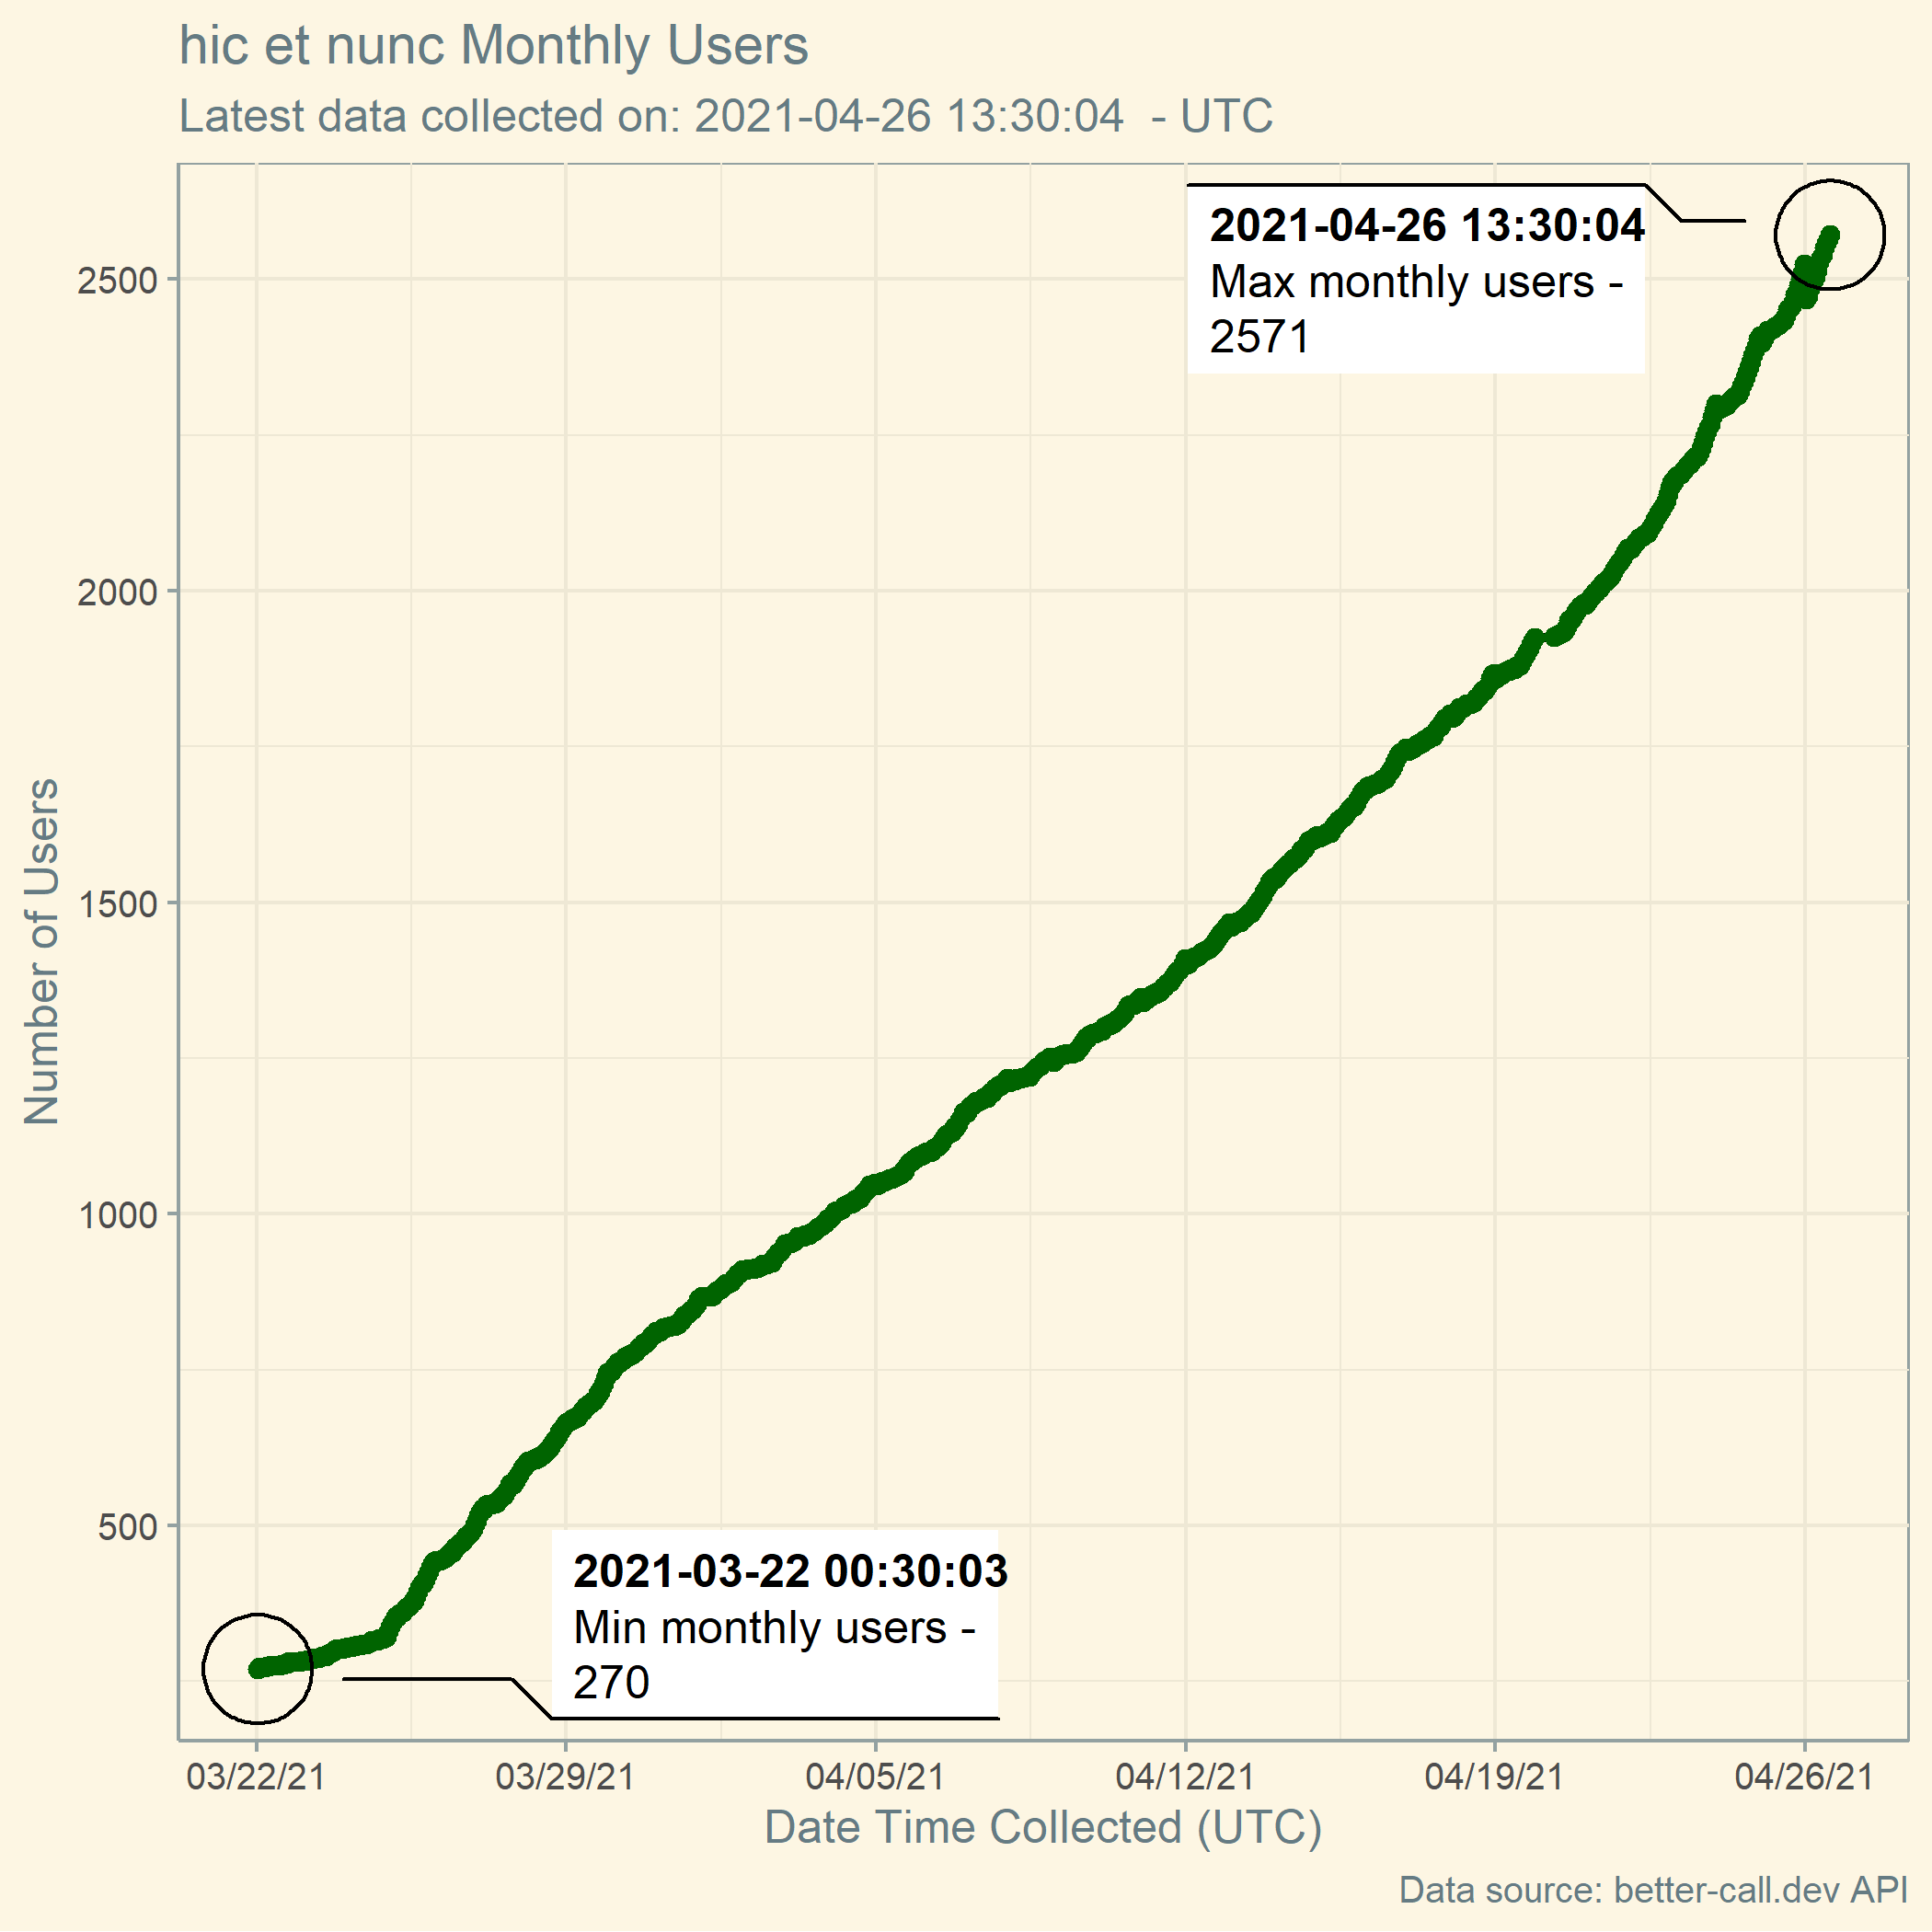 hic et nunc Monthly Users
Latest data collected on: 2021-04-26 13:30:04  - UTC
2021-04-26 13:30:04
Max monthly users -
2571
2500
2000
1500
1000
500
Number of Users
2021-03-22 00:30:03
Min monthly users -
270
03/22/21 03/29/21 04/05/21 04/12/21 04/19/21 04/26/21
Date Time Collected (UTC)
Data source: better-call.dev API